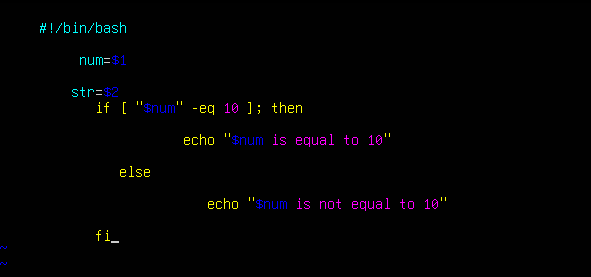 #!/bin/bash
num=$1
str=$2
if [ "$num" -eq 10 ]; then
echo "$num is equal to 10"
else
echo "$num is not equal to 10"
fi_
~
~